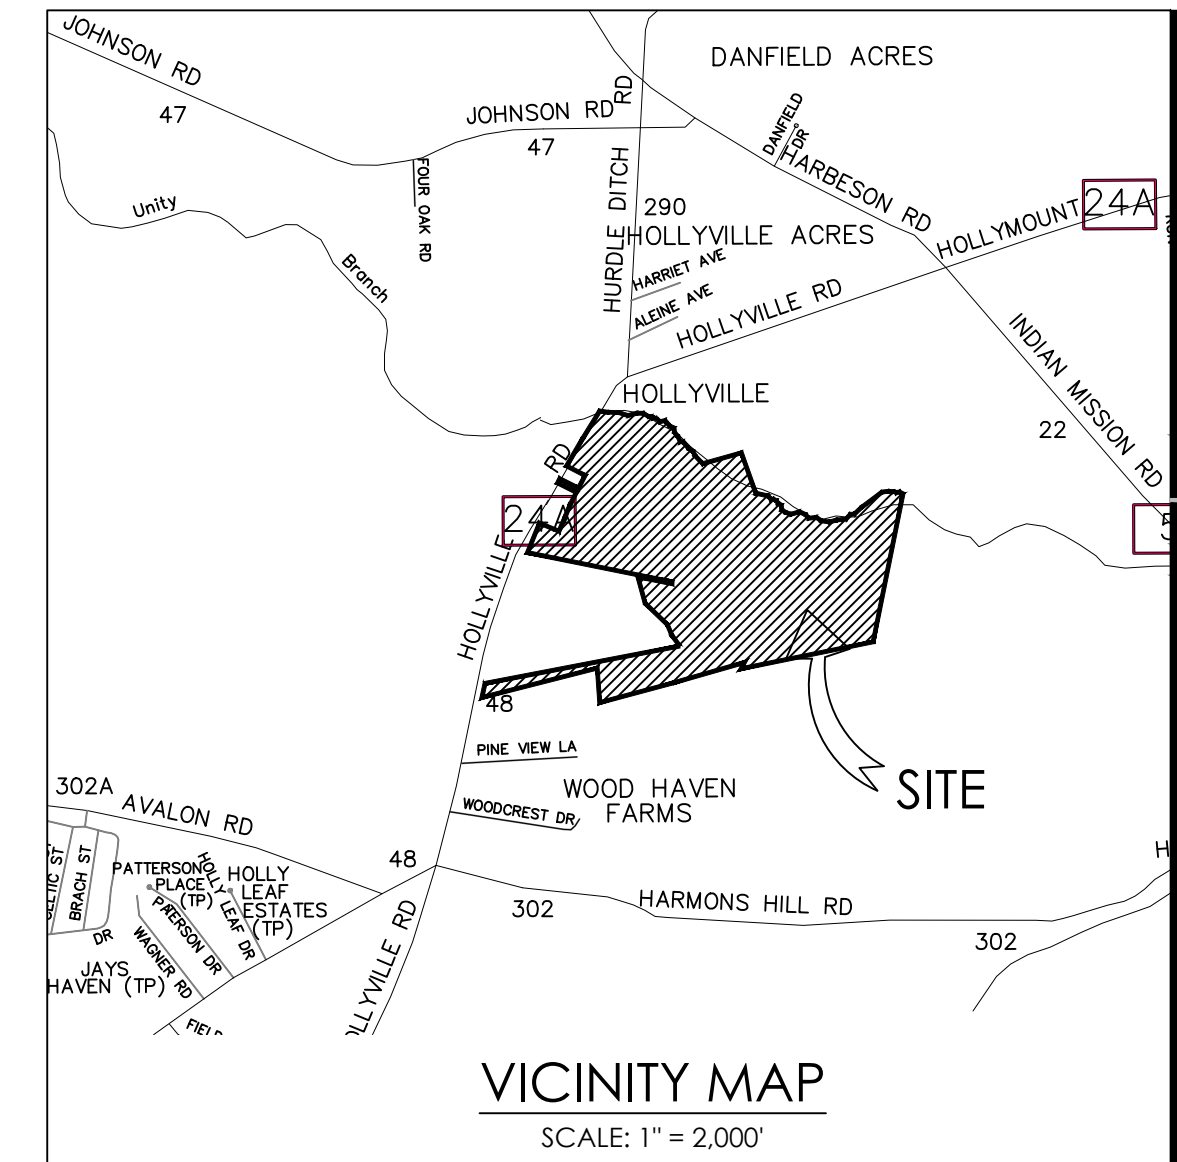 JOHNSON RD
47
DANFIELD ACRES
JOHNSON RD
47
HURDLE DITCH RD
DANFIELD
DR
HARBESON RD
FOUR OAK RD
Unity
Branch
290
HOLLYVILLE ACRES
HOLLYMOUNT
24A
HARRIET AVE
ALEINE AVE
HOLLYVILLE RD
INDIAN MISSION RD
22
HOLLYVILLE
24A
HOLLYVILLE RD
5
48
PINE VIEW LA
WOOD HAVEN
FARMS
WOODCREST DR
SITE
302A
AVALON RD
48
BRACH ST
PATTERSON
PLACE
(TP)
HOLLY LEAF DR
HOLLY
LEAF
ESTATES
(TP)
PATERSON DR
WAGNER RD
DR
JAYS
HAVEN (TP)
302
HARMONS HILL RD
302
H
OLLYVILLE RD
VICINITY MAP
SCALE: 1" = 2,000'